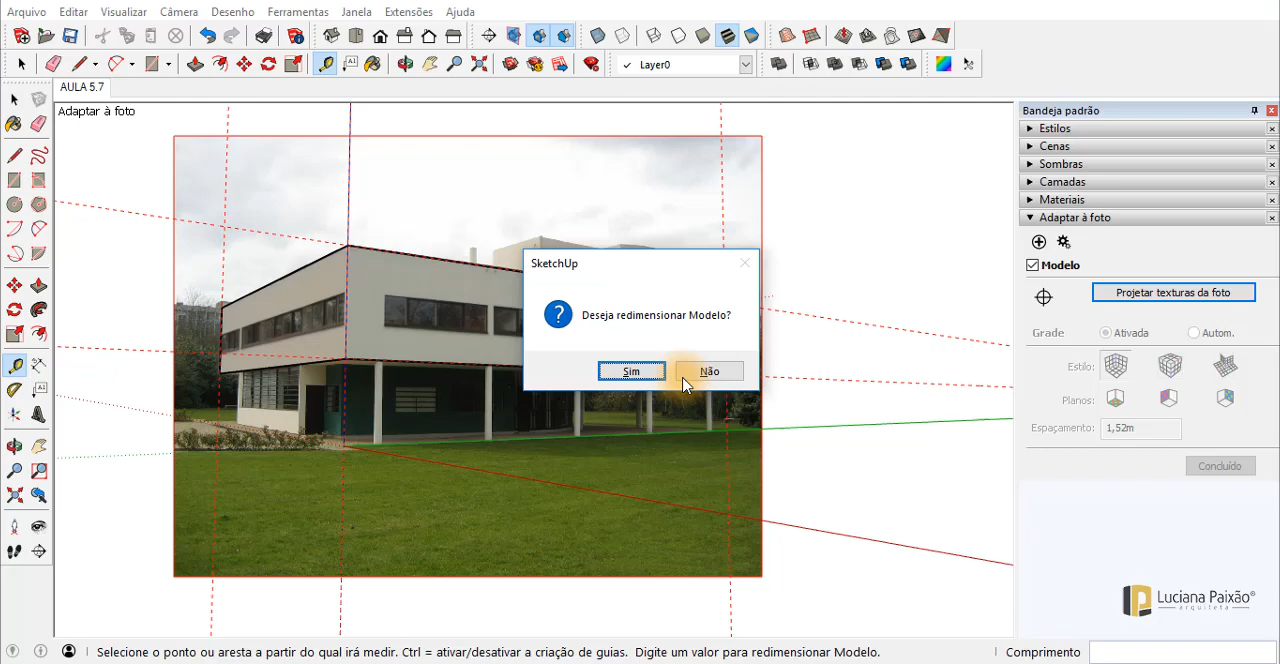 Arquivo Editar Visualizar Câmera Desenho Ferramentas Janela Extensões Ajuda
Layer0
AULA 5.7
Adaptar à foto
Bandeja padrão
Estilos
Cenas
Sombras
Camadas
Materiais
Adaptar à foto
Modelo
Projetar texturas da foto
Grade Ativada Autom.
Estilo:
Planos:
Espaçamento: 1,52m
Concluído
SketchUp
Deseja redimensionar Modelo?
Sim Não
Luciana Paixão®
arquiteta
Selecione o ponto ou aresta a partir do qual irá medir. Ctrl = ativar/desativar a criação de guias. Digite um valor para redimensionar Modelo. Comprimento